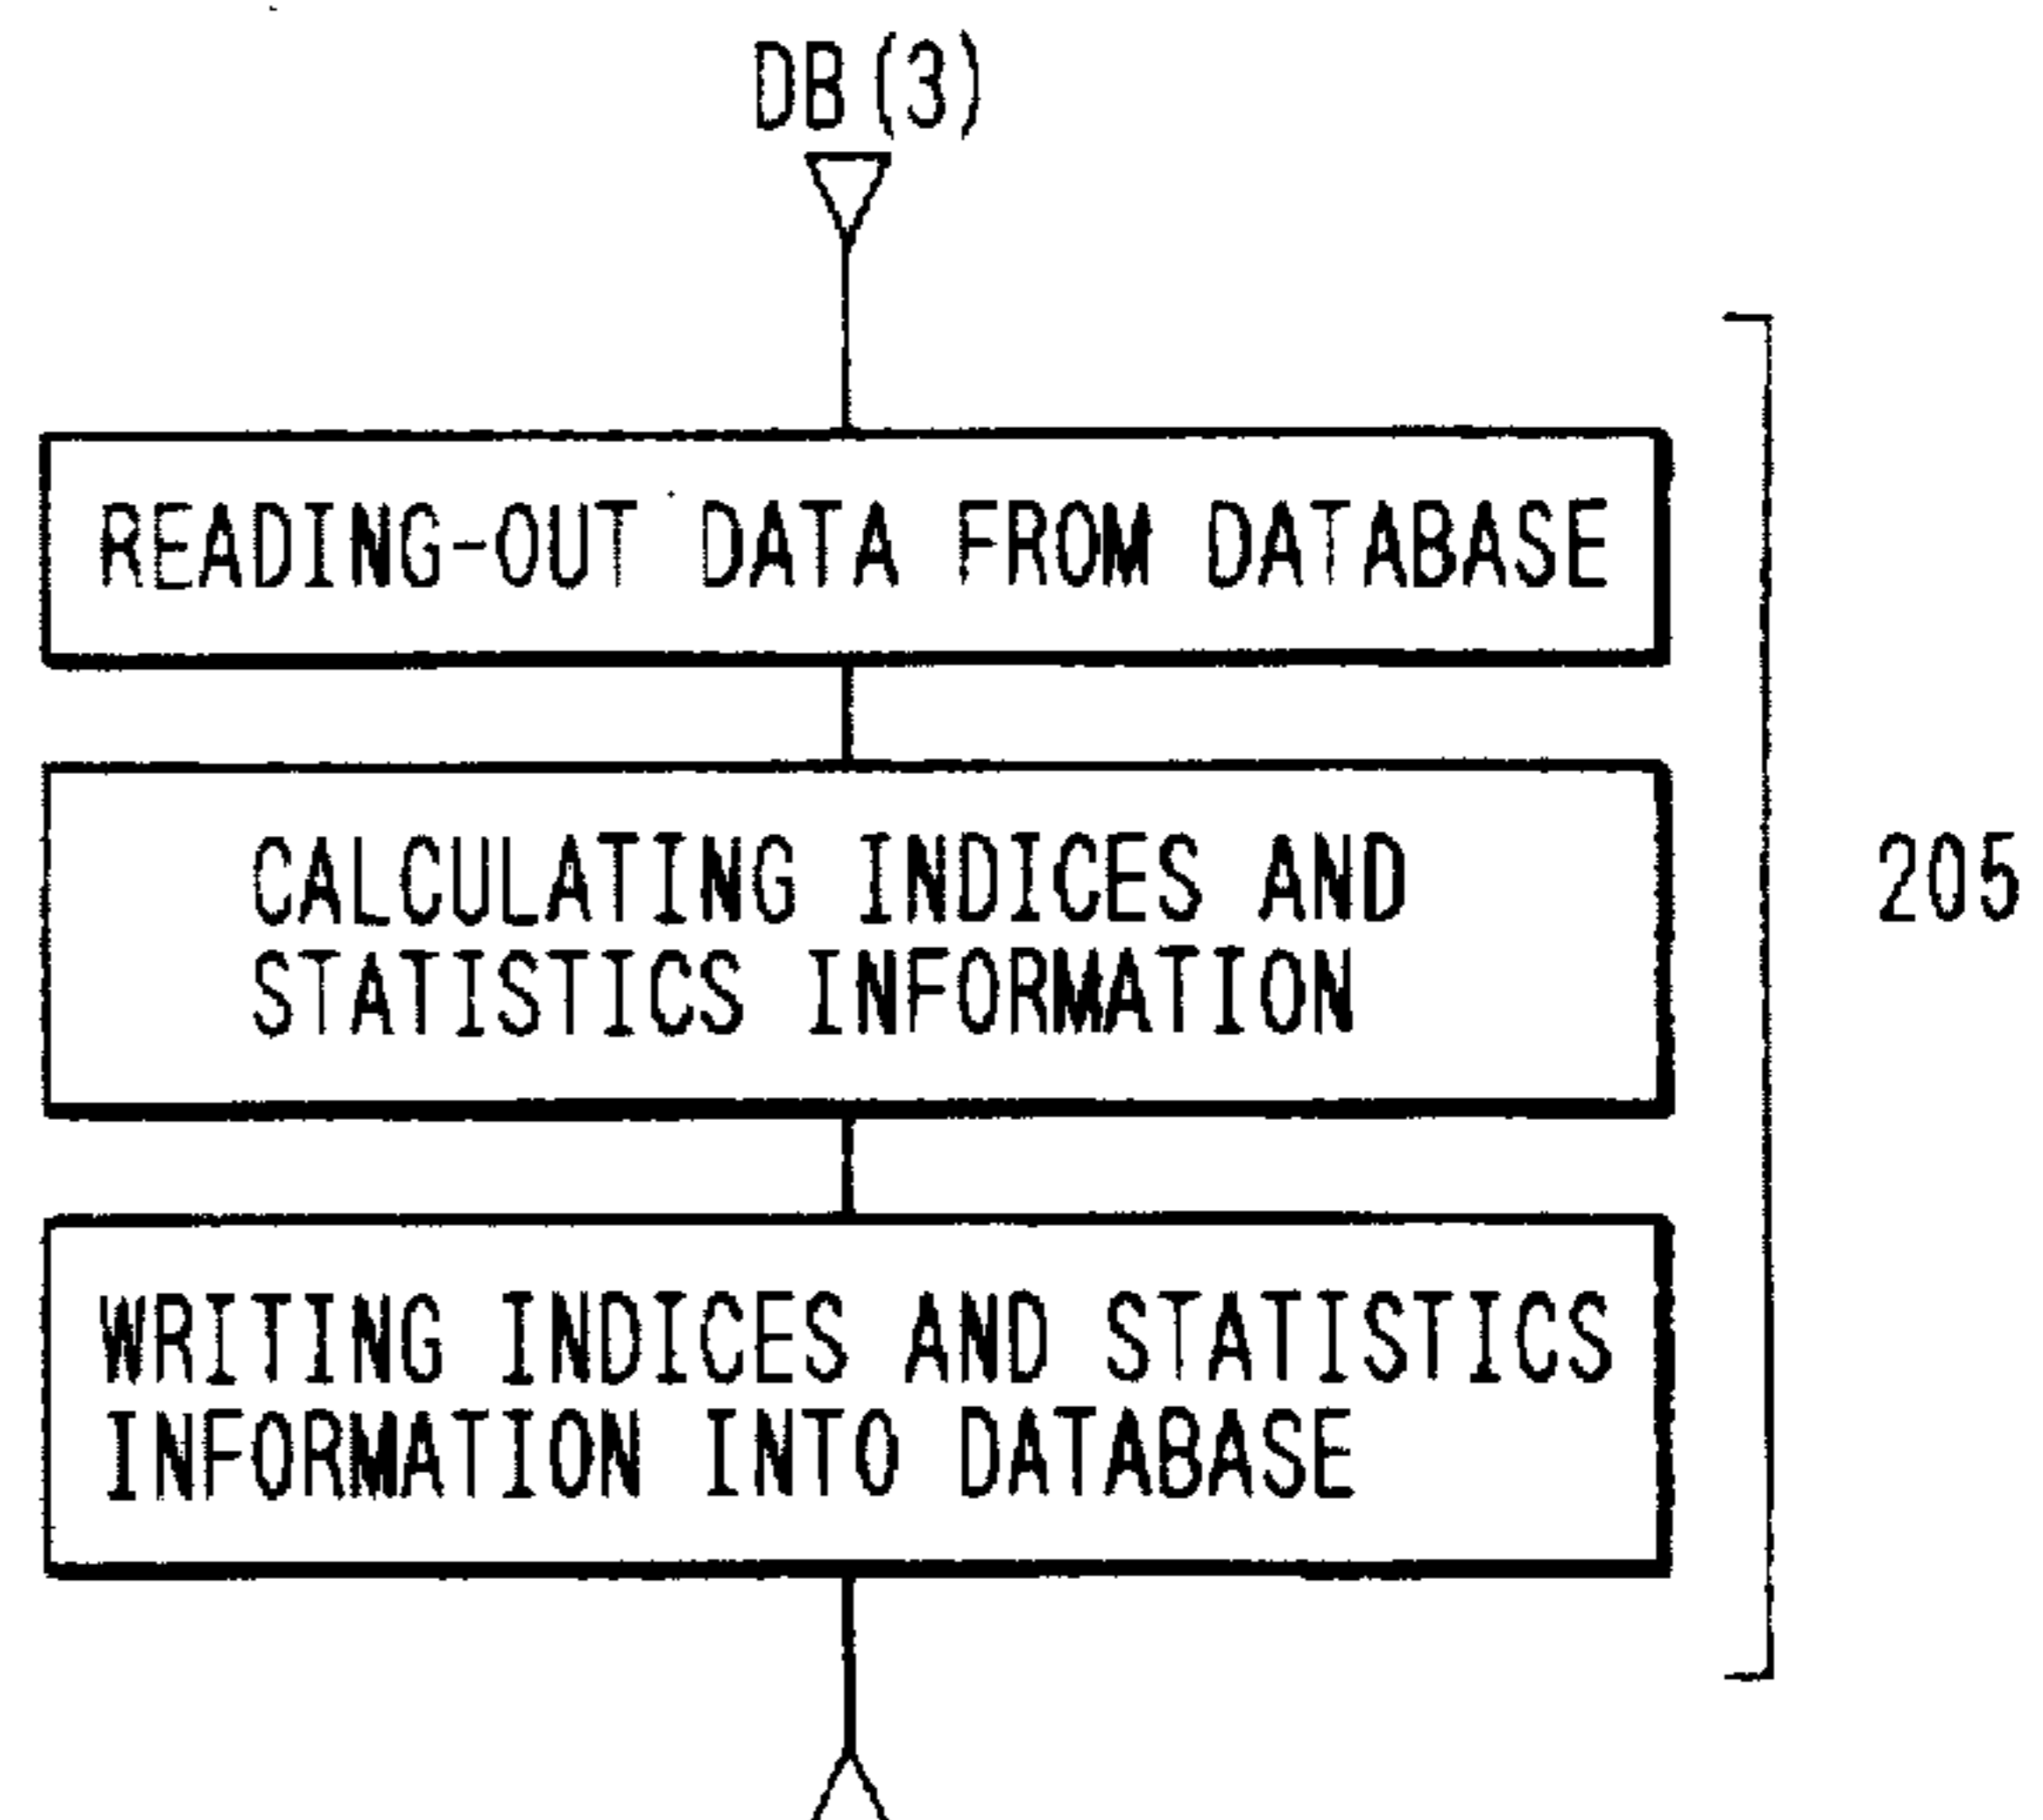 DB(3)
READING-OUT DATA FROM DATABASE
CALCULATING INDICES AND
STATISTICS INFORMATION
205
WRITING INDICES AND STATISTICS
INFORMATION INTO DATABASE